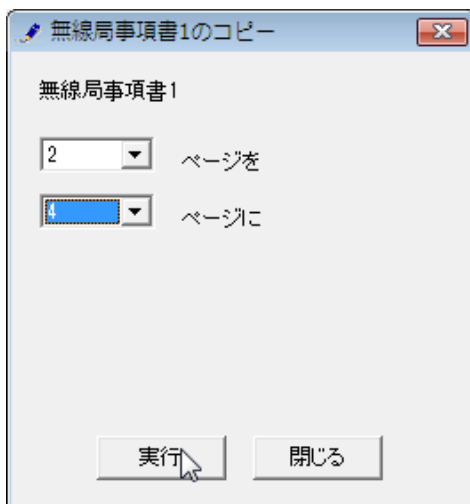 無線局事項書1のコピー
無線局事項書1
2 ページを
4 ページに
実行 閉じる